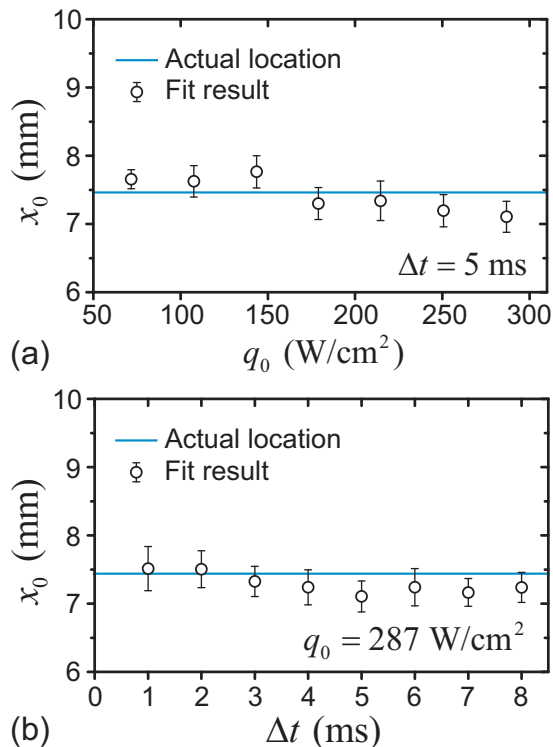 10
9
8
7
6
x₀ (mm)
Actual location
Fit result
Δt = 5 ms
50 100 150 200 250 300
(a) q₀ (W/cm²)
10
9
8
7
6
x₀ (mm)
Actual location
Fit result
q₀ = 287 W/cm²
0 1 2 3 4 5 6 7 8
(b) Δt (ms)